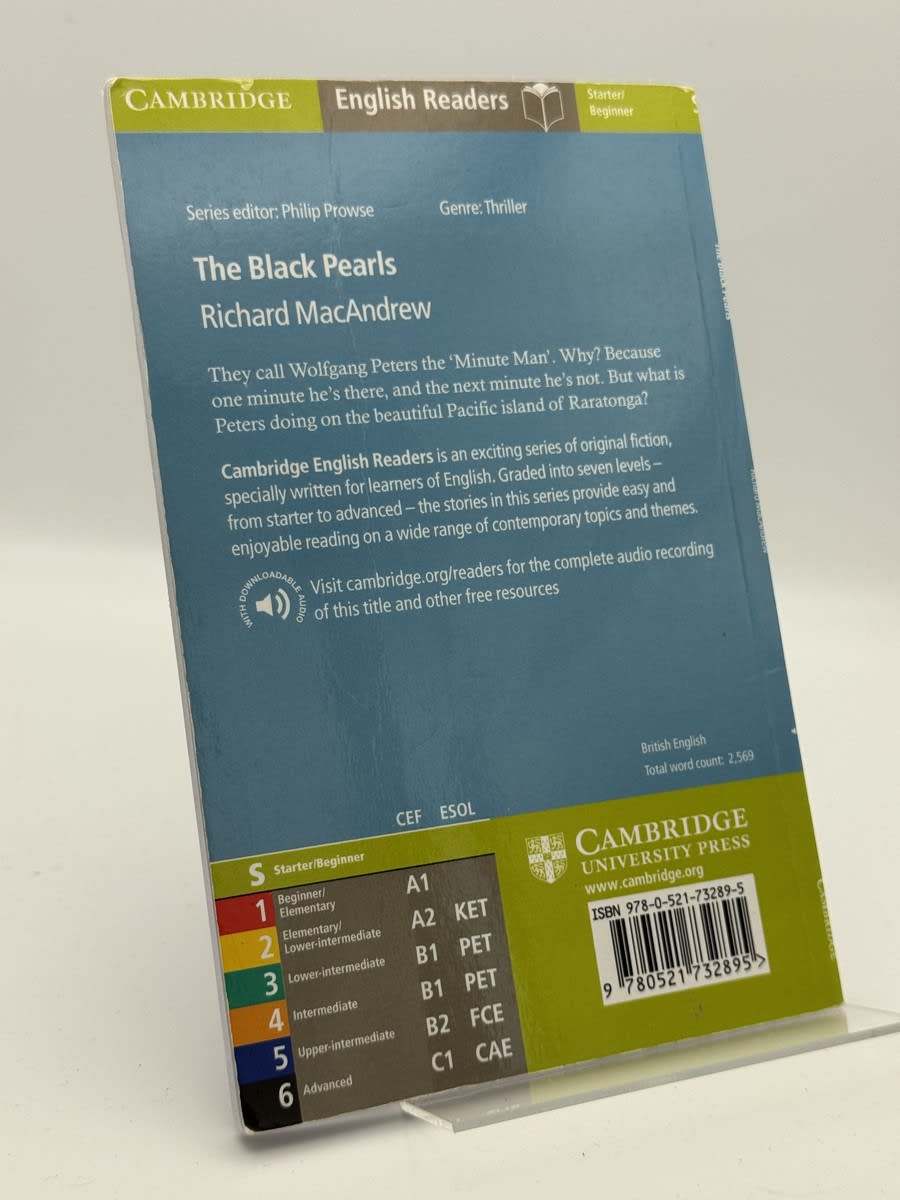 CAMBRIDGE
English Readers
Starter/
Beginner
S
Series editor: Philip Prowse
Genre: Thriller
The Black Pearls
Richard MacAndrew
They call Wolfgang Peters the ‘Minute Man’. Why? Because
one minute he’s there, and the next minute he’s not. But what is
Peters doing on the beautiful Pacific island of Raratonga?
Cambridge English Readers is an exciting series of original fiction,
specially written for learners of English. Graded into seven levels –
from starter to advanced – the stories in this series provide easy and
enjoyable reading on a wide range of contemporary topics and themes.
WITH DOWNLOADABLE AUDIO
Visit cambridge.org/readers for the complete audio recording
of this title and other free resources
British English
Total word count: 2,569
CEF ESOL
S Starter/Beginner
1 Beginner/
Elementary A1
2 Elementary/
Lower-intermediate A2 KET
3 Lower-intermediate B1 PET
4 Intermediate B1 PET
5 Upper-intermediate B2 FCE
6 Advanced C1 CAE
CAMBRIDGE
UNIVERSITY PRESS
www.cambridge.org
ISBN 978-0-521-73289-5
9 780521 732895 >
The Black Pearls
Richard MacAndrew
CAMBRIDGE